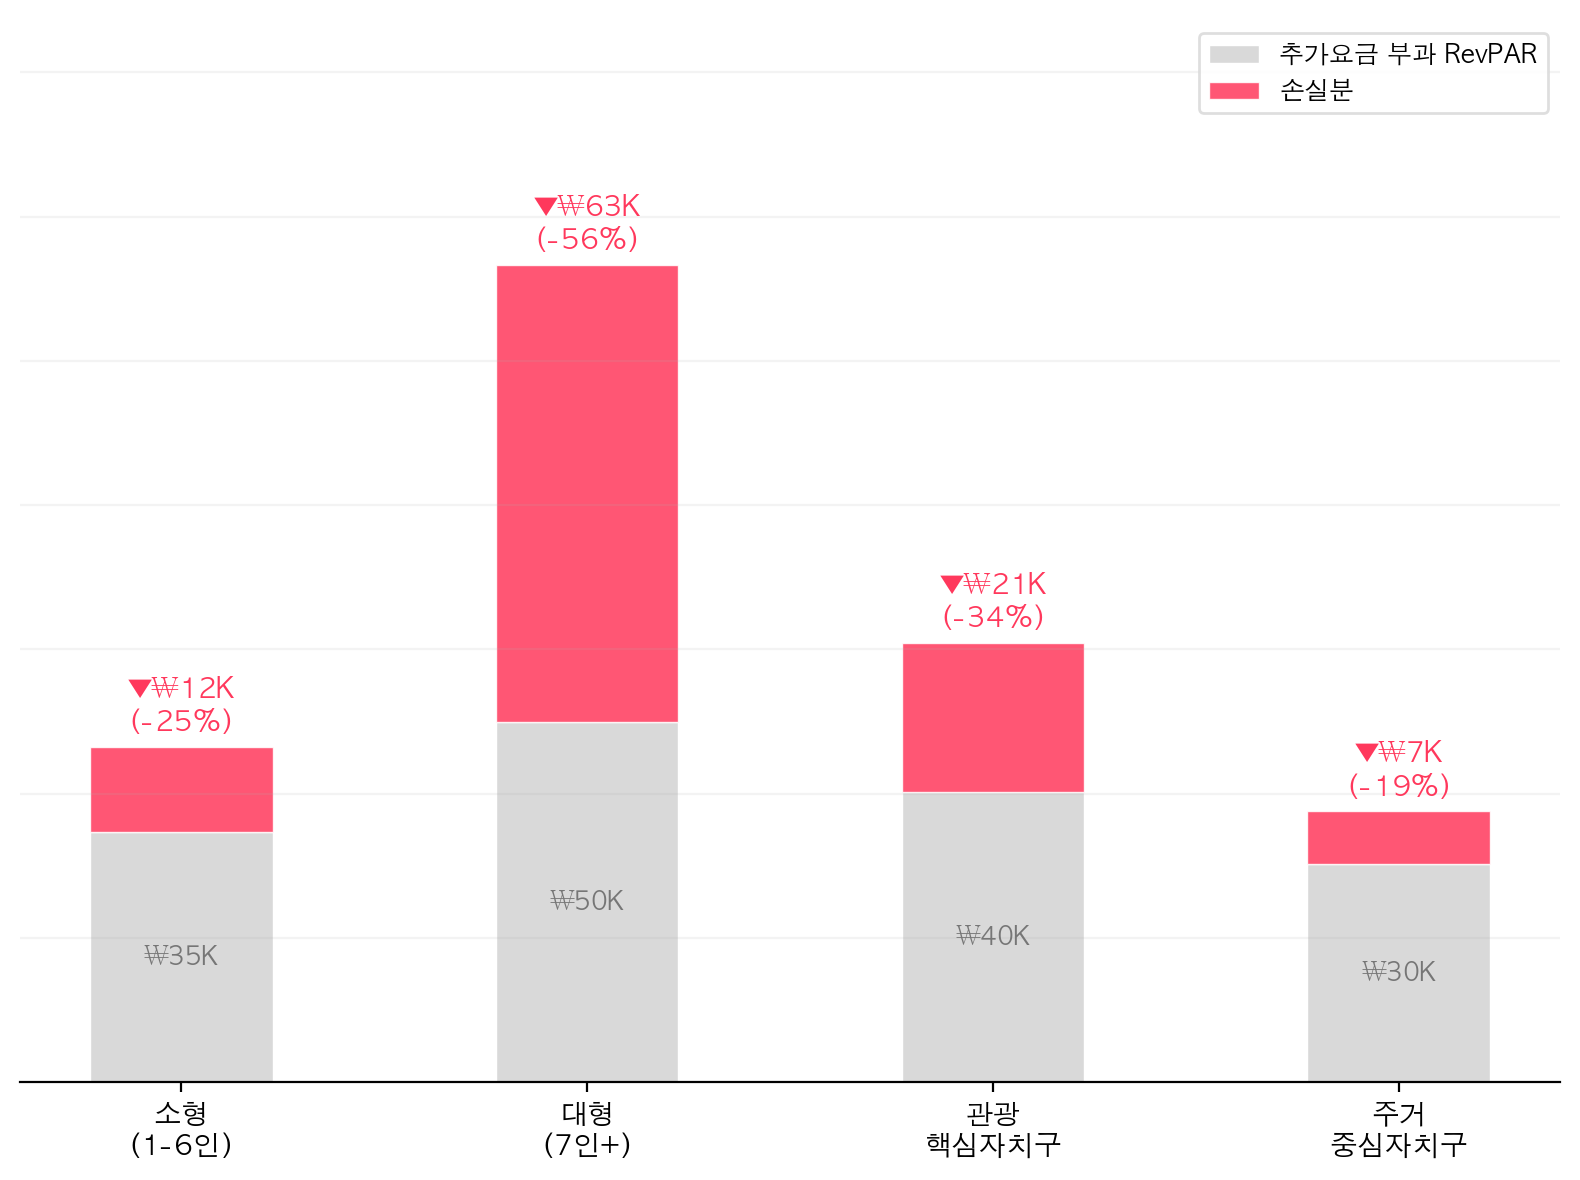 추가요금 부과 RevPAR
손실분
▼₩63K
(-56%)
▼₩21K
(-34%)
▼₩12K
(-25%)
▼₩7K
(-19%)
₩50K
₩40K
₩35K
₩30K
소형
(1-6인)
대형
(7인+)
관광
핵심자치구
주거
중심자치구